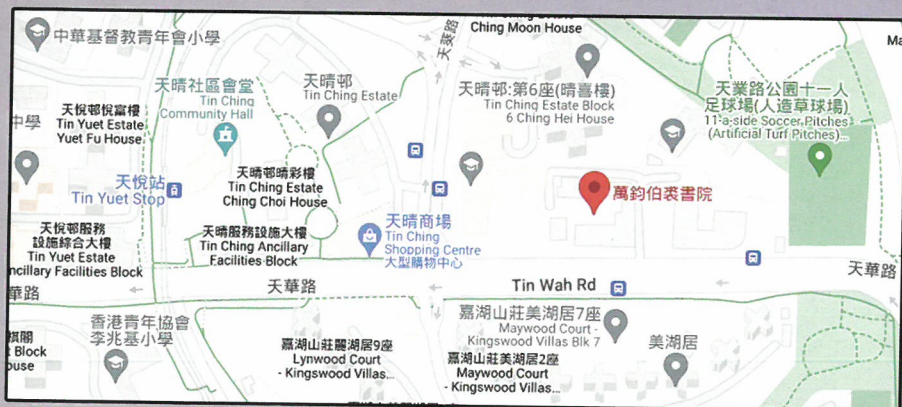 Ching Moon House
中華基督教青年會小學
天葵路
天晴社區會堂
Tin Ching
Community Hall
天晴邨
Tin Ching Estate
天晴邨:第6座(晴喜樓)
Tin Ching Estate Block
6 Ching Hei House
天業路公園十一人
足球場(人造草球場)
11-a-side Soccer Pitches
(Artificial Turf Pitches)...
天悅邨悅富樓
Tin Yuet Estate
Yuet Fu House
中學
天悅站
Tin Yuet Stop
天晴邨晴彩樓
Tin Ching Estate
Ching Choi House
萬鈞伯裘書院
天悅邨服務
設施綜合大樓
Tin Yuet Estate
Ancillary Facilities Block
天晴服務設施大樓
Tin Ching Ancillary
Facilities Block
天晴商場
Tin Ching
Shopping Centre
大型購物中心
天華路
華路
天華路
Tin Wah Rd
香港青年協會
李兆基小學
嘉湖山莊麗湖居9座
Lynwood Court
- Kingswood Villas...
嘉湖山莊美湖居7座
Maywood Court -
Kingswood Villas Blk 7
嘉湖山莊美湖居2座
Maywood Court
- Kingswood Villas...
美湖居
Block